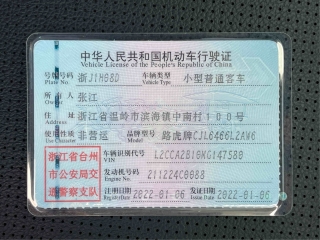 中华人民共和国机动车行驶证
Vehicle License of the People's Republic of China
号牌号码 浙J1H68D 车辆类型 小型普通客车
Plate No. Vehicle Type
所有人 张江
Owner
住址 浙江省温岭市滨海镇中南村100号
Address
使用性质 非营运 品牌型号 路虎牌CJL6466L2AW6
Use Character Model
浙江省台州
市公安局交
通警察支队
车辆识别代号
VIN
发动机号码 211224C0088
Engine No.
注册日期 2022-01-06 发证日期 2022-01-06
Register Date Issue Date